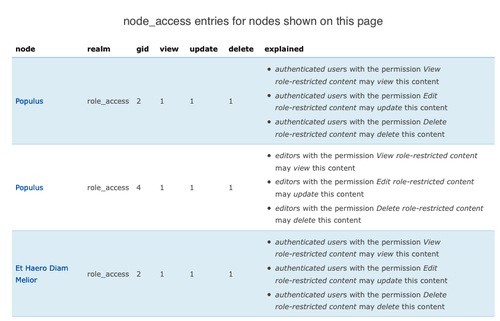 node_access entries for nodes shown on this page
node realm gid view update delete explained
Populus role_access 2 1 1 1
• authenticated users with the permission View
role-restricted content may view this content
• authenticated users with the permission Edit
role-restricted content may update this content
• authenticated users with the permission Delete
role-restricted content may delete this content
Populus role_access 4 1 1 1
• editors with the permission View role-restricted content
may view this content
• editors with the permission Edit role-restricted content
may update this content
• editors with the permission Delete role-restricted content
may delete this content
Et Haero Diam
Melior
role_access 2 1 1 1
• authenticated users with the permission View
role-restricted content may view this content
• authenticated users with the permission Edit
role-restricted content may update this content
• authenticated users with the permission Delete
role-restricted content may delete this content